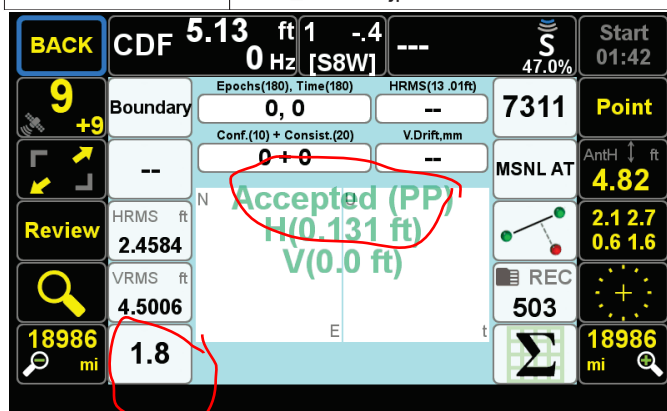 BACK
CDF 5.13 ft
0 Hz
1 -.4
[S8W]
---
S
47.0%
Start
01:42
9
+9
Boundary
Epochs(180), Time(180)
0, 0
HRMS(13 .01ft)
--
7311
Point
--
Conf.(10) + Consist.(20)
0 + 0
V.Drift,mm
--
MSNL AT
AntH ft
4.82
Review
HRMS ft
2.4584
N
Accepted (PP)
H(0.131 ft)
V(0.0 ft)
E
2.1 2.7
0.6 1.6
VRMS ft
4.5006
REC
503
18986
mi
1.8
Σ
18986
mi